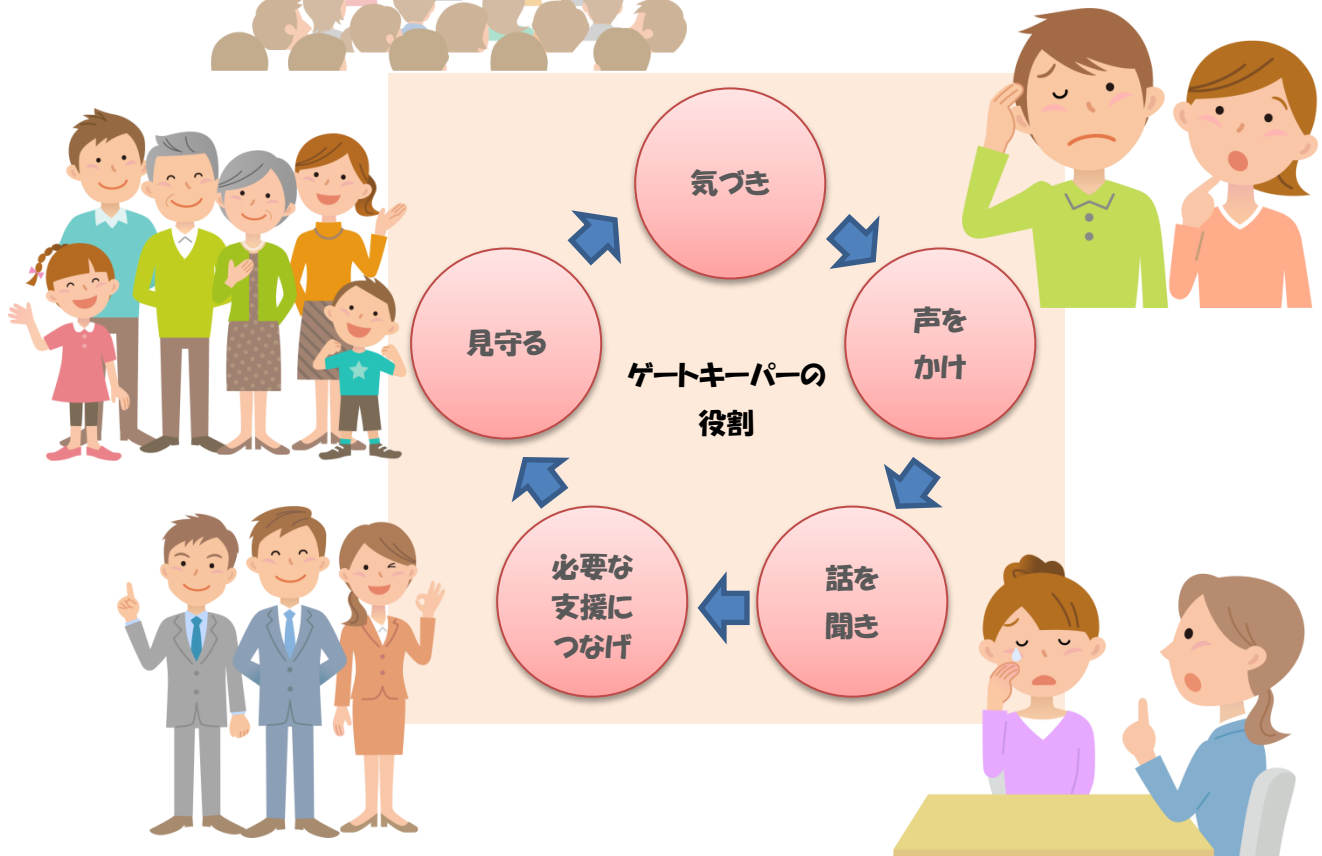 気づき
声を
かけ
話を
聞き
必要な
支援に
つなげ
見守る
ゲートキーパーの
役割